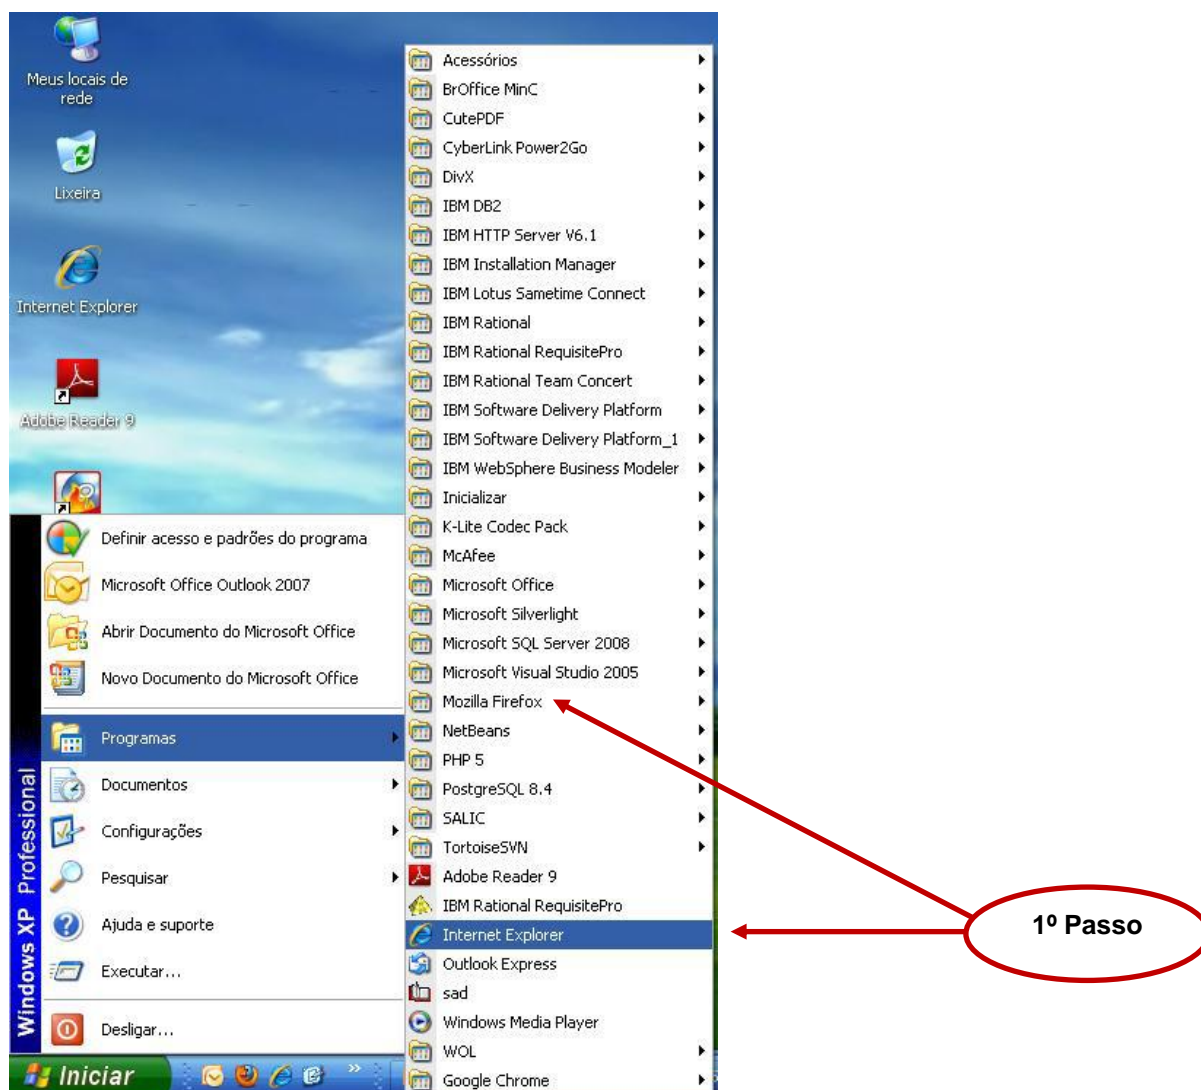 Meus locais de
rede
Lixeira
Internet Explorer
Adobe Reader 9
Definir acesso e padrões do programa
Microsoft Office Outlook 2007
Abrir Documento do Microsoft Office
Novo Documento do Microsoft Office
Programas
Documentos
Configurações
Pesquisar
Ajuda e suporte
Executar...
Desligar...
Windows XP Professional
Iniciar
»
Acessórios
BrOffice MinC
CutePDF
CyberLink Power2Go
DivX
IBM DB2
IBM HTTP Server V6.1
IBM Installation Manager
IBM Lotus Sametime Connect
IBM Rational
IBM Rational RequisitePro
IBM Rational Team Concert
IBM Software Delivery Platform
IBM Software Delivery Platform_1
IBM WebSphere Business Modeler
Inicializar
K-Lite Codec Pack
McAfee
Microsoft Office
Microsoft Silverlight
Microsoft SQL Server 2008
Microsoft Visual Studio 2005
Mozilla Firefox
NetBeans
PHP 5
PostgreSQL 8.4
SALIC
TortoiseSVN
Adobe Reader 9
IBM Rational RequisitePro
Internet Explorer
Outlook Express
sad
Windows Media Player
WOL
Google Chrome
1º Passo